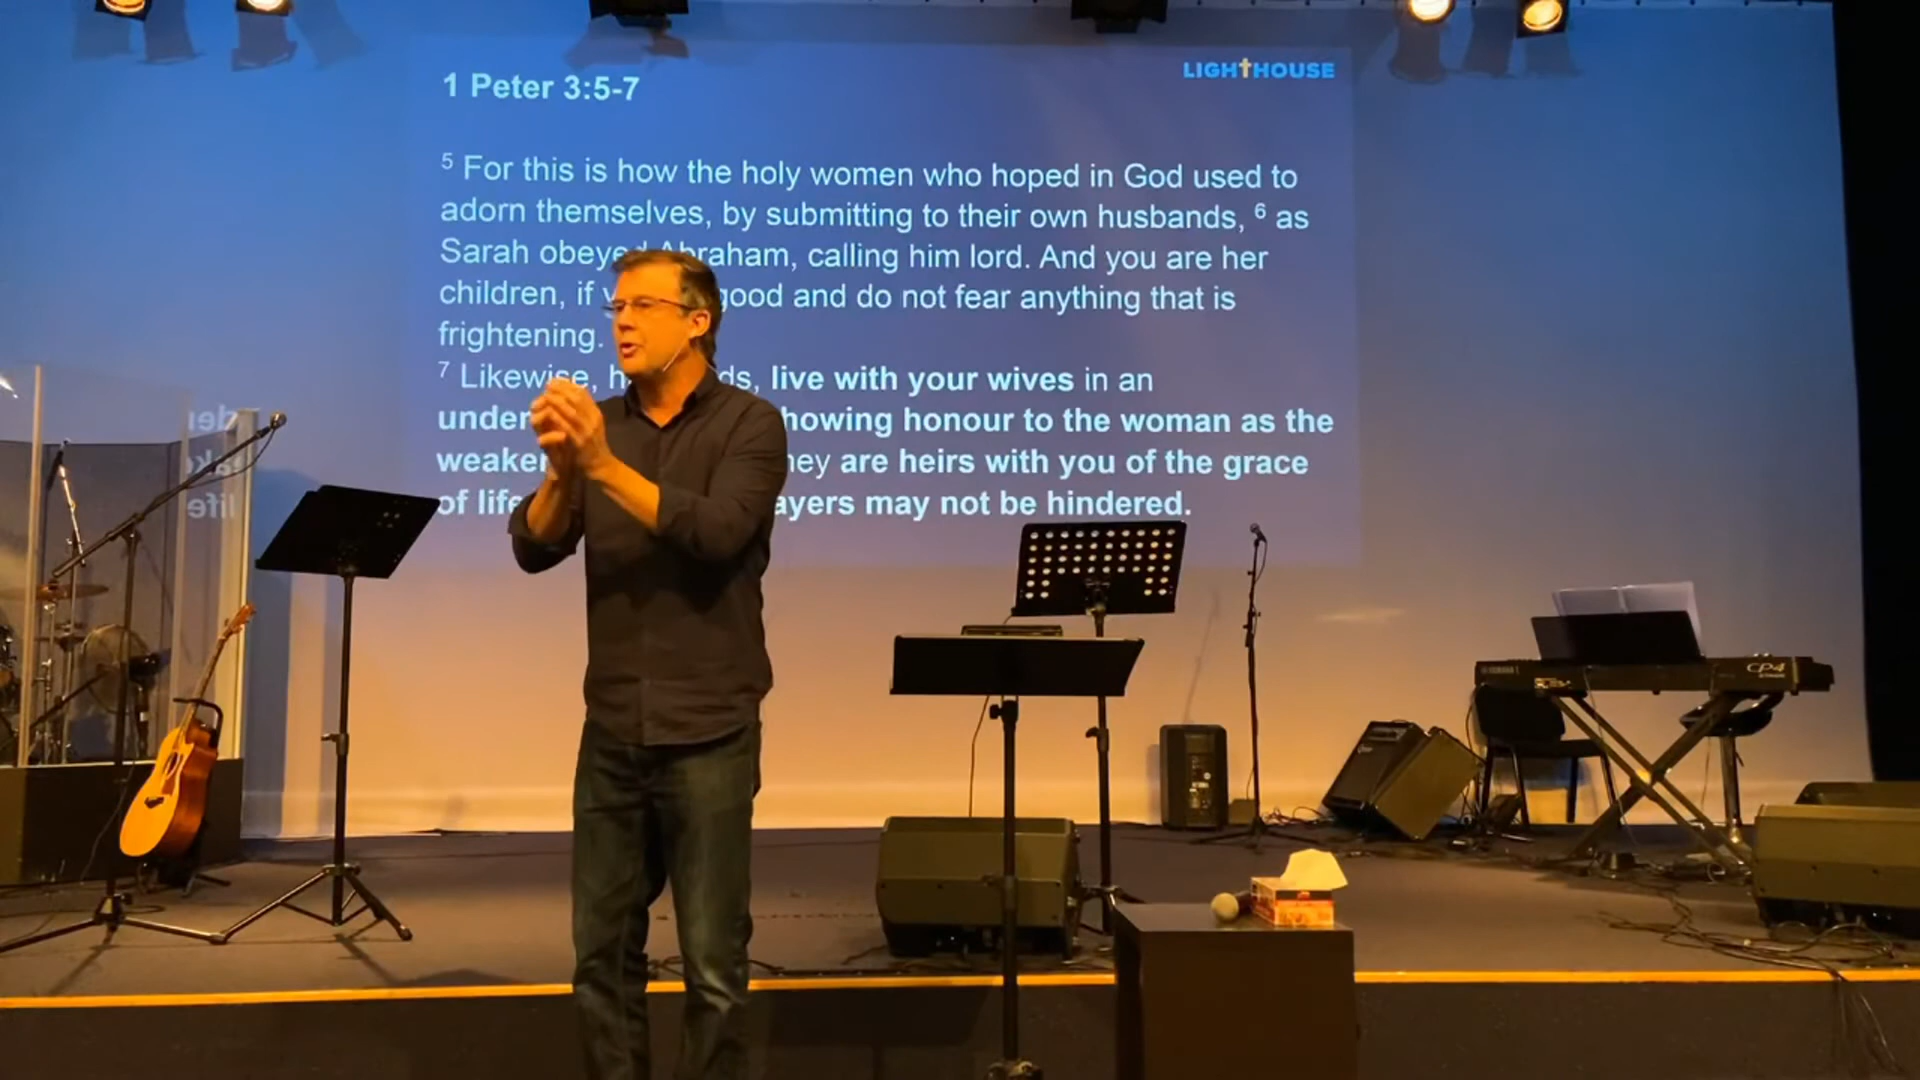 LIGHTHOUSE
1 Peter 3:5-7
5 For this is how the holy women who hoped in God used to
adorn themselves, by submitting to their own husbands, 6 as
Sarah obeyed Abraham, calling him lord. And you are her
children, if good and do not fear anything that is
frightening.
7 Likewise, live with your wives in an
showing honour to the woman as the
are heirs with you of the grace
of life may not be hindered.
life
YAMAHA
CP4